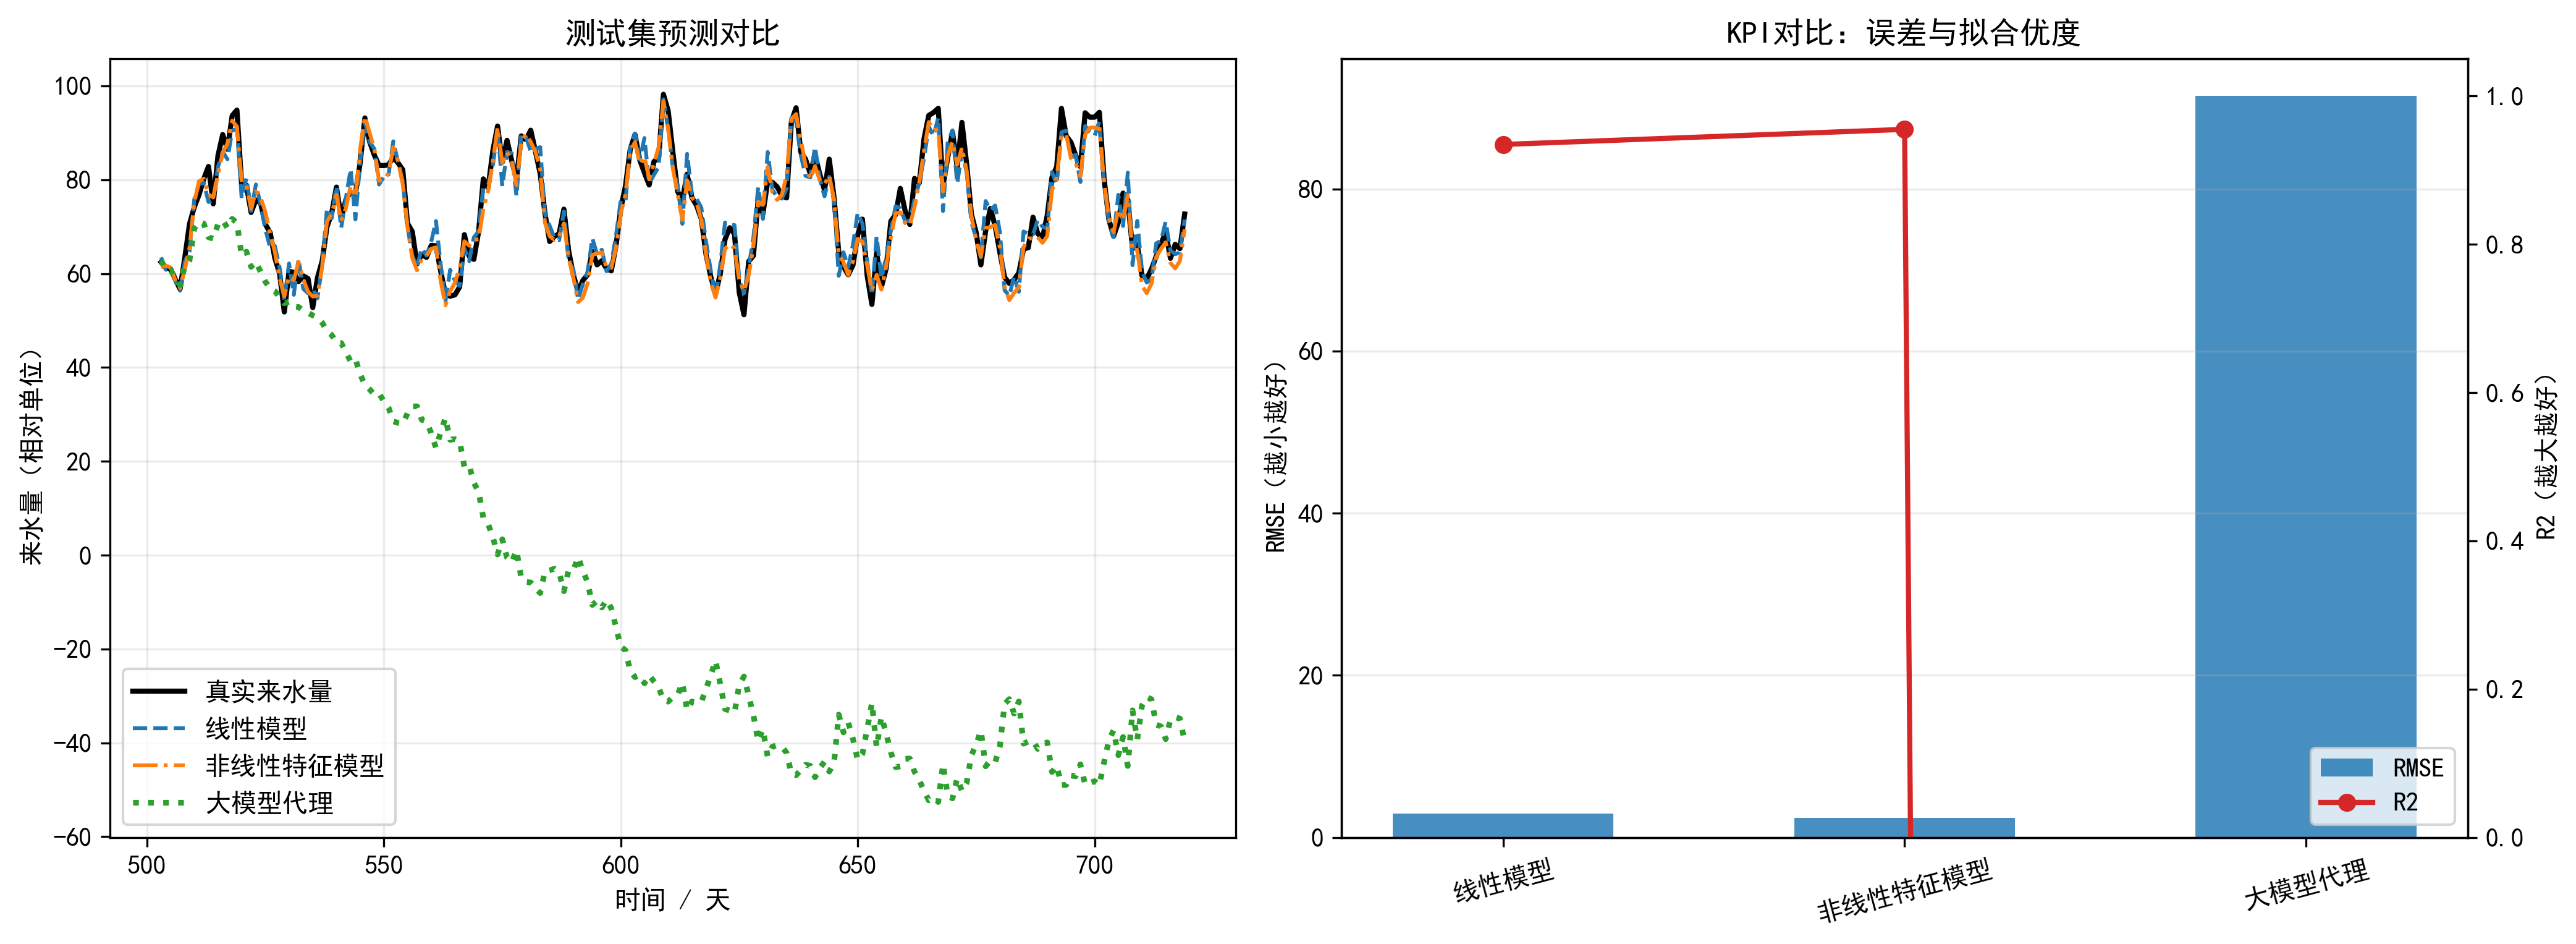 测试集预测对比
100
80
60
40
20
0
−20
−40
−60
来水量（相对单位）
真实来水量
线性模型
非线性特征模型
大模型代理
500
550
600
650
700
时间 / 天
KPI对比：误差与拟合优度
80
60
40
20
0
RMSE（越小越好）
1.0
0.8
0.6
0.4
0.2
0.0
R2（越大越好）
RMSE
R2
线性模型
非线性特征模型
大模型代理